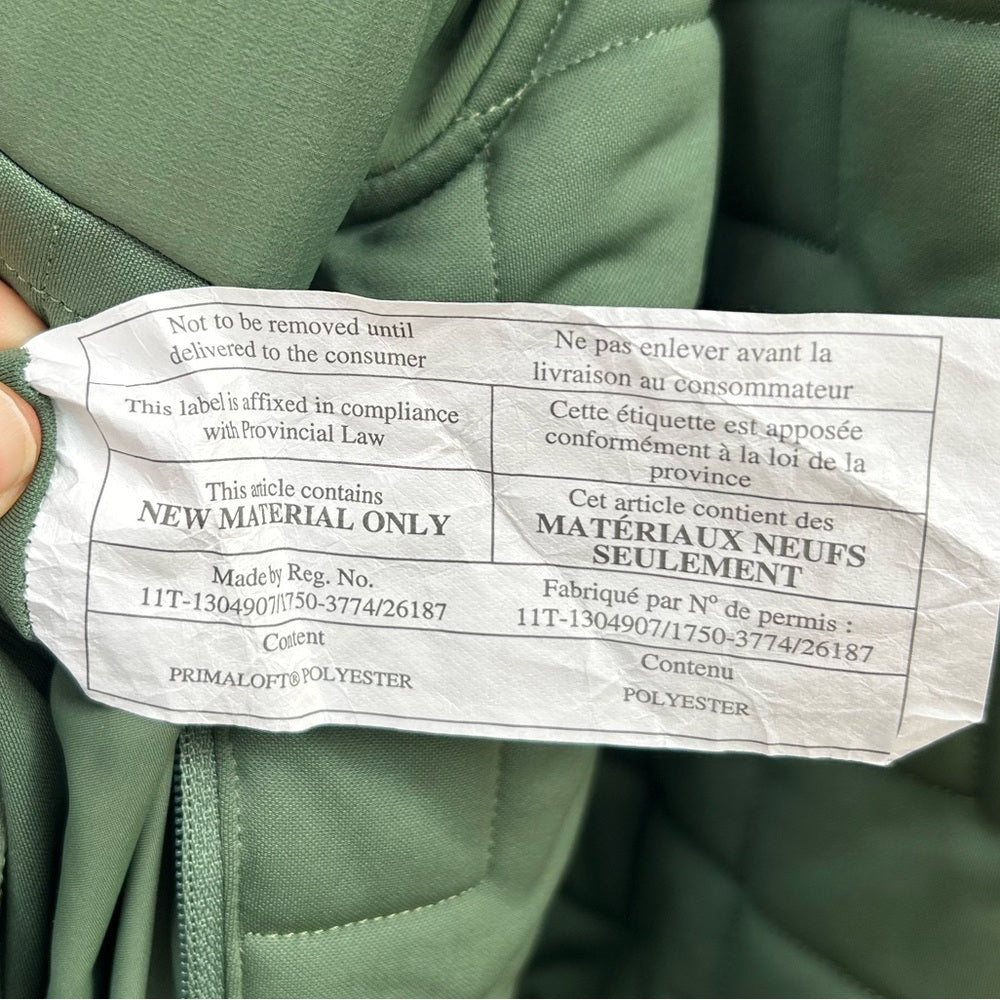 Not to be removed until
delivered to the consumer
Ne pas enlever avant la
livraison au consommateur
This label is affixed in compliance
with Provincial Law
Cette étiquette est apposée
conformément à la loi de la
province
This article contains
NEW MATERIAL ONLY
Cet article contient des
MATÉRIAUX NEUFS
SEULEMENT
Made by Reg. No.
11T-1304907/1750-3774/26187
Fabriqué par Nº de permis :
11T-1304907/1750-3774/26187
Content
PRIMALOFT® POLYESTER
Contenu
POLYESTER